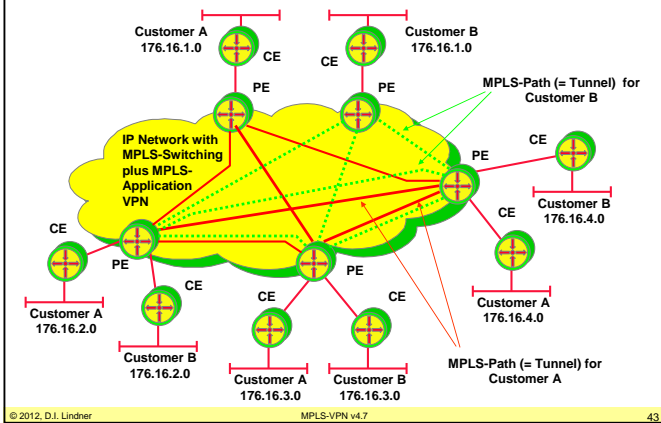 Customer A
176.16.1.0
Customer B
176.16.1.0
CE
CE
PE
PE
MPLS-Path (= Tunnel) for
Customer B
IP Network with
MPLS-Switching
plus MPLS-
Application
VPN
CE
PE
Customer B
176.16.4.0
CE
CE
PE
PE
CE
CE
CE
Customer A
176.16.4.0
Customer A
176.16.2.0
Customer B
176.16.2.0
Customer A
176.16.3.0
Customer B
176.16.3.0
MPLS-Path (= Tunnel) for
Customer A
© 2012, D.I. Lindner
MPLS-VPN v4.7
43